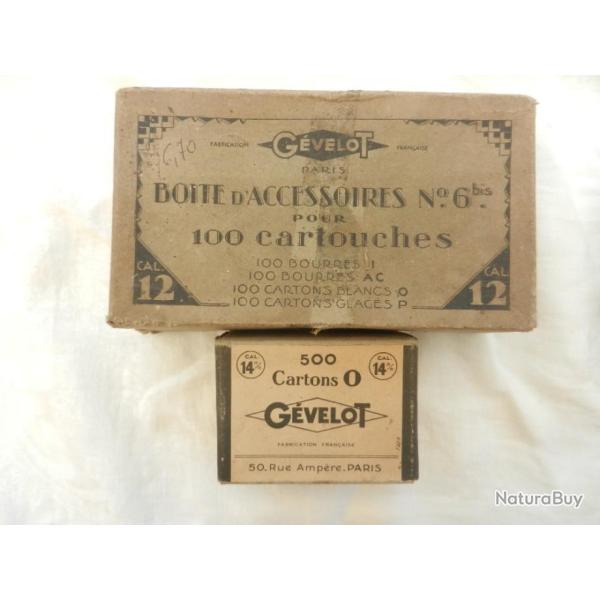 6,70
FABRICATION GÉVELOT FRANÇAISE
PARIS
BOITE D'ACCESSOIRES No. 6bis.
POUR
100 cartouches
100 BOURRES I
100 BOURRES AC
100 CARTONS BLANCS O
100 CARTONS GLACÉS P
CAL. 12
CAL. 12
CAL. 14 m/m
500
CAL. 14 m/m
Cartons O
GÉVELOT
FABRICATION FRANÇAISE
50, Rue Ampère. PARIS
NaturaBuy